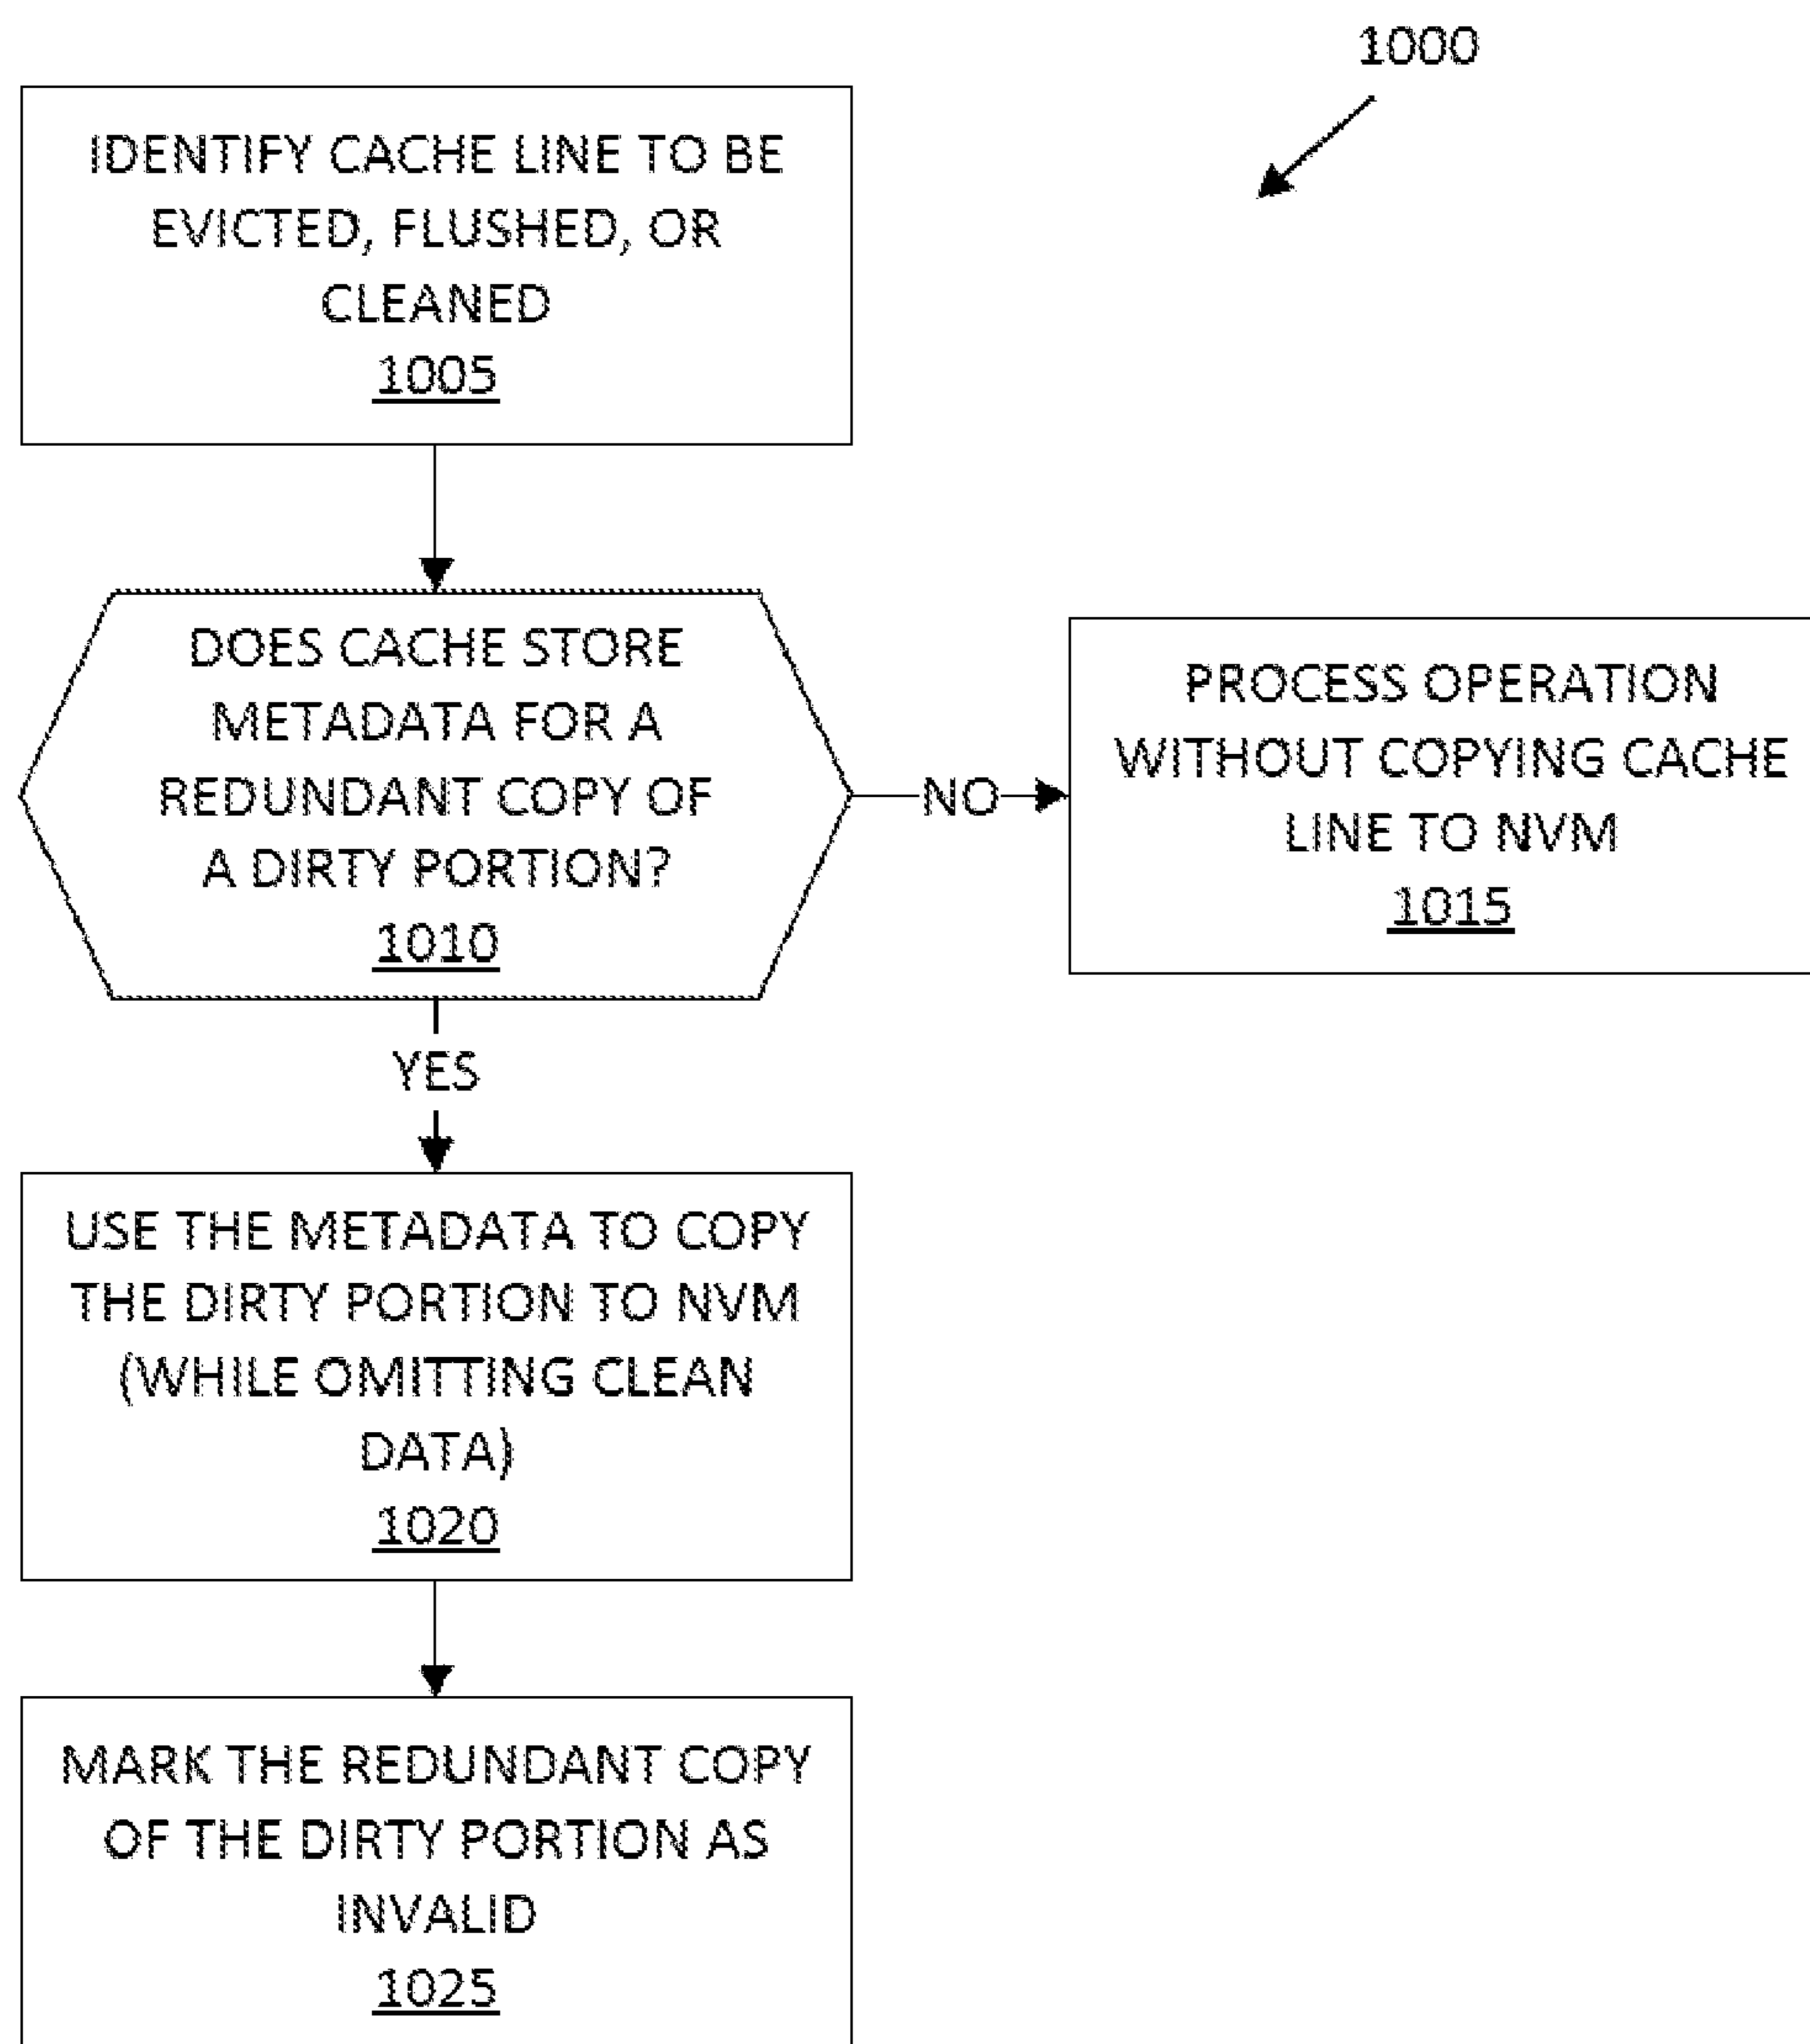 1000
IDENTIFY CACHE LINE TO BE
EVICTED, FLUSHED, OR
CLEANED
1005
DOES CACHE STORE
METADATA FOR A
REDUNDANT COPY OF
A DIRTY PORTION?
1010
NO
PROCESS OPERATION
WITHOUT COPYING CACHE
LINE TO NVM
1015
YES
USE THE METADATA TO COPY
THE DIRTY PORTION TO NVM
(WHILE OMITTING CLEAN
DATA)
1020
MARK THE REDUNDANT COPY
OF THE DIRTY PORTION AS
INVALID
1025